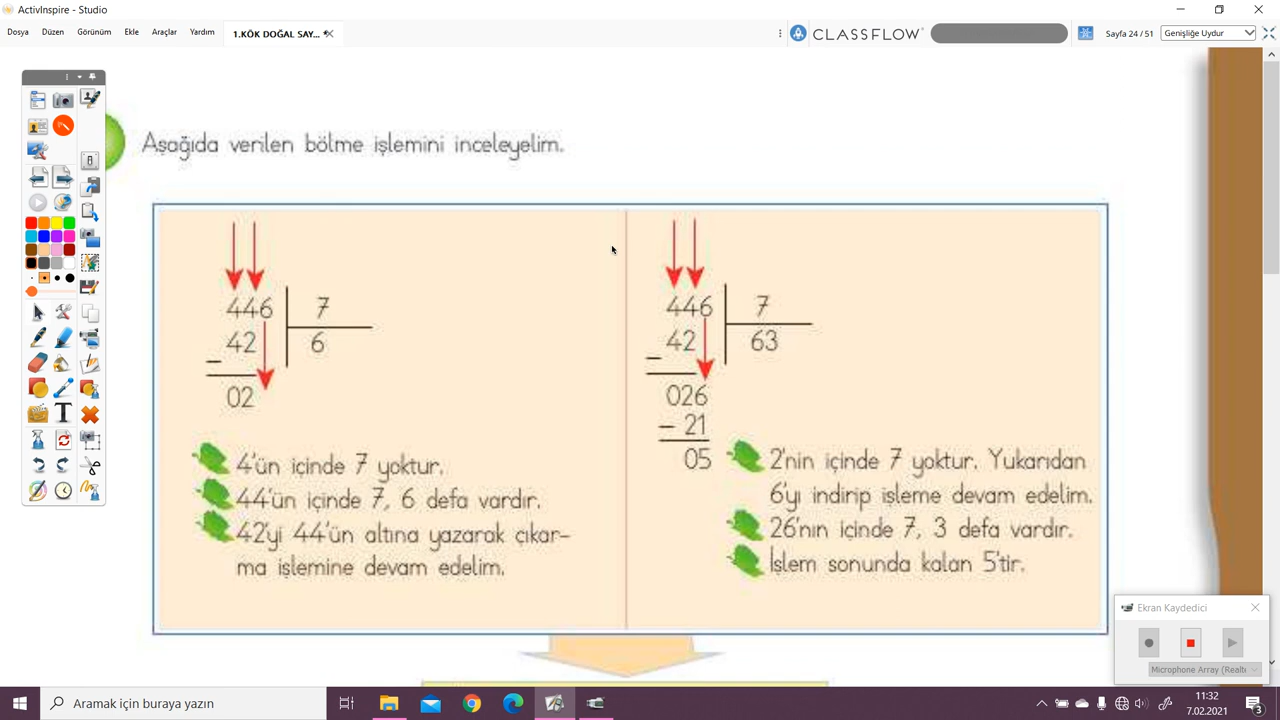 ActivInspire - Studio
Dosya Düzen Görünüm Ekle Araçlar Yardım
1.KÖK DOĞAL SAY...
CLASSFLOW
Sayfa 24 / 51
Genişliğe Uydur
Aşağıda verilen bölme işlemini inceleyelim.
446 7
42 6
–
02
4'ün içinde 7 yoktur.
44'ün içinde 7, 6 defa vardır.
42'yi 44'ün altına yazarak çıkar-
ma işlemine devam edelim.
446 7
42 63
–
026
– 21
05
2'nin içinde 7 yoktur. Yukarıdan
6'yı indirip işleme devam edelim.
26'nın içinde 7, 3 defa vardır.
İşlem sonunda kalan 5'tir.
Ekran Kaydedici
Microphone Array (Realte
Aramak için buraya yazın
11:32
7.02.2021
3